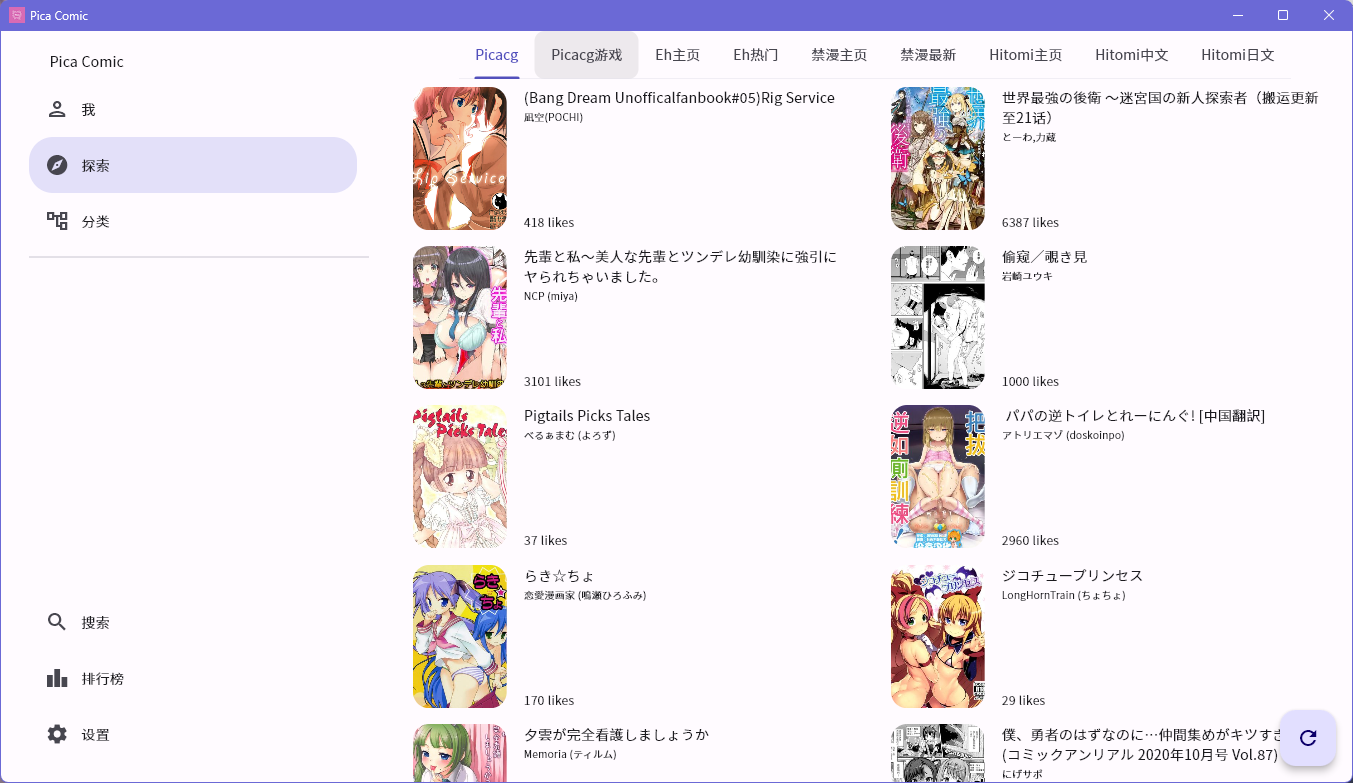 Pica Comic
Pica Comic
我
探索
分类
搜索
排行榜
设置
Picacg
Picacg游戏
Eh主页
Eh热门
禁漫主页
禁漫最新
Hitomi主页
Hitomi中文
Hitomi日文
(Bang Dream Unofficalfanbook#05)Rig Service
凪空(POCHI)
418 likes
世界最強の後衛 ～迷宮国の新人探索者（搬运更新
至21话）
とーわ,力蔵
6387 likes
先輩と私～美人な先輩とツンデレ幼馴染に強引に
ヤられちゃいました。
NCP (miya)
3101 likes
偷窥／覗き見
岩崎ユウキ
1000 likes
Pigtails Picks Tales
べるぁまむ (よろず)
37 likes
パパの逆トイレとれーにんぐ! [中国翻訳]
アトリエマゾ (doskoinpo)
2960 likes
らき☆ちょ
恋愛漫画家 (鳴瀬ひろふみ)
170 likes
ジコチュープリンセス
LongHornTrain (ちょちょ)
29 likes
夕雲が完全看護しましょうか
Memoria (ティルム)
僕、勇者のはずなのに…仲間集めがキツすき
(コミックアンリアル 2020年10月号 Vol.87)
にげサボ